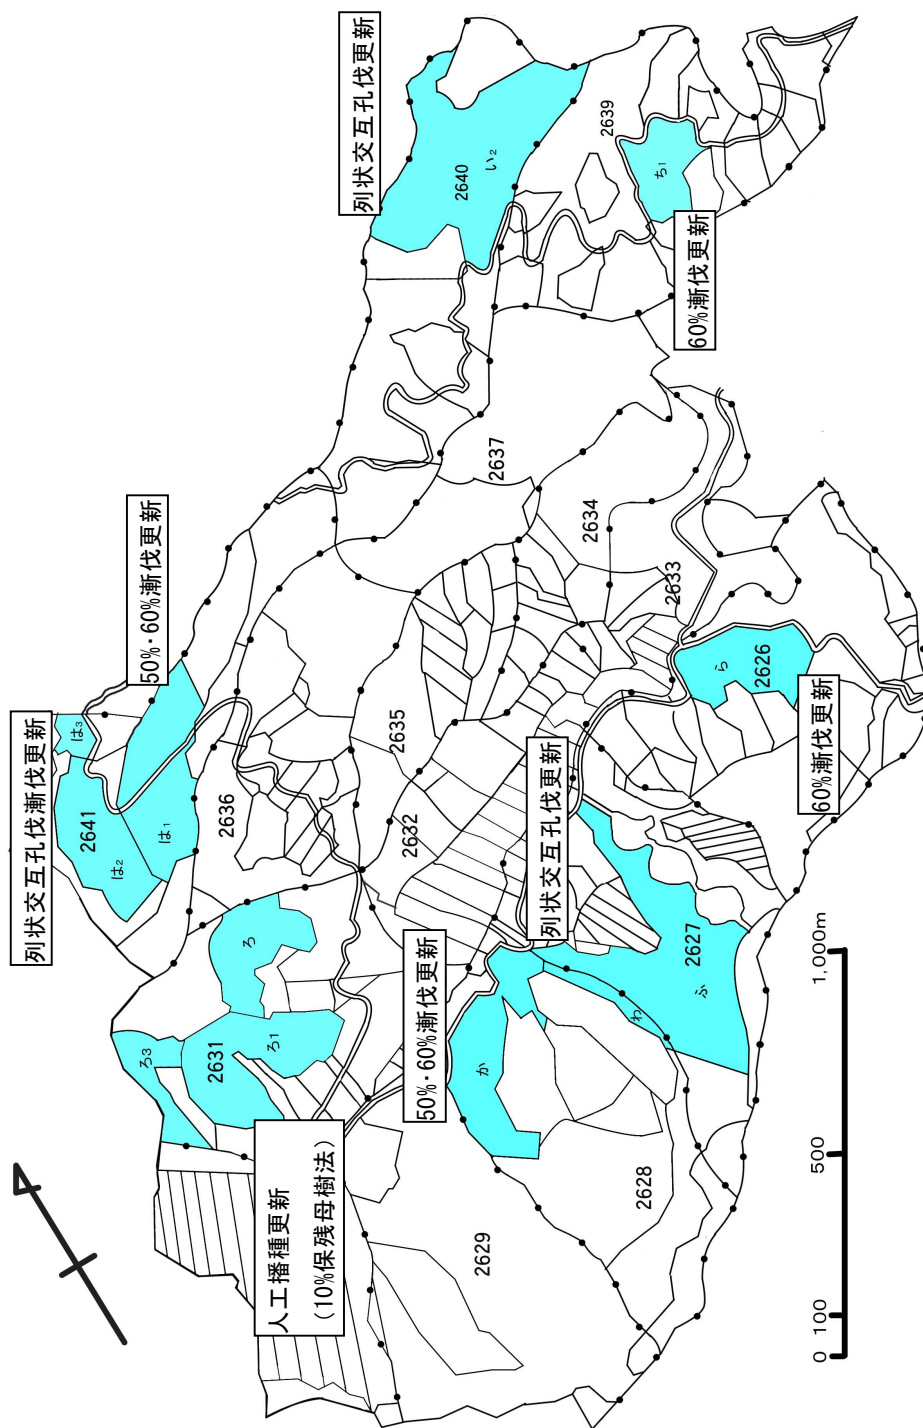 列状交互孔伐漸伐更新
50%・60%漸伐更新
列状交互孔伐更新
は3
2641
は2
は1
2640
い2
2639
ち1
60%漸伐更新
2636
ろ
ろ3
2631
ろ1
2637
2634
2633
2635
2632
人工播種更新
(10%保残母樹法)
50%・60%漸伐更新
列状交互孔伐更新
ら
2626
60%漸伐更新
か
わ
2627
ふ
2628
2629
0
100
500
1,000m